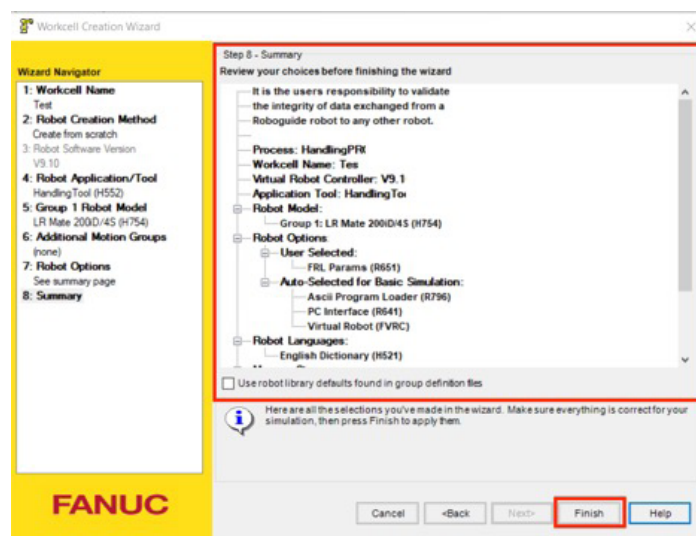 Workcell Creation Wizard
Wizard Navigator
1: Workcell Name
Test
2: Robot Creation Method
Create from scratch
3: Robot Software Version
V9.10
4: Robot Application/Tool
HandlingTool (H552)
5: Group 1 Robot Model
LR Mate 200iD/4S (H754)
6: Additional Motion Groups
(none)
7: Robot Options
See summary page
8: Summary
FANUC
Step 8 - Summary
Review your choices before finishing the wizard
It is the users responsibility to validate
the integrity of data exchanged from a
Roboguide robot to any other robot.
Process: HandlingPR
Workcell Name: Tes
Virtual Robot Controller: V9.1
Application Tool: HandlingTo
Robot Model:
Group 1: LR Mate 200iD/4S (H754)
Robot Options
User Selected:
FRL Params (R651)
Auto-Selected for Basic Simulation:
Ascii Program Loader (R796)
PC Interface (R641)
Virtual Robot (FVRC)
Robot Languages:
English Dictionary (H521)
Use robot library defaults found in group definition files
Here are all the selections you've made in the wizard. Make sure everything is correct for your
simulation, then press Finish to apply them.
Cancel <Back Next> Finish Help